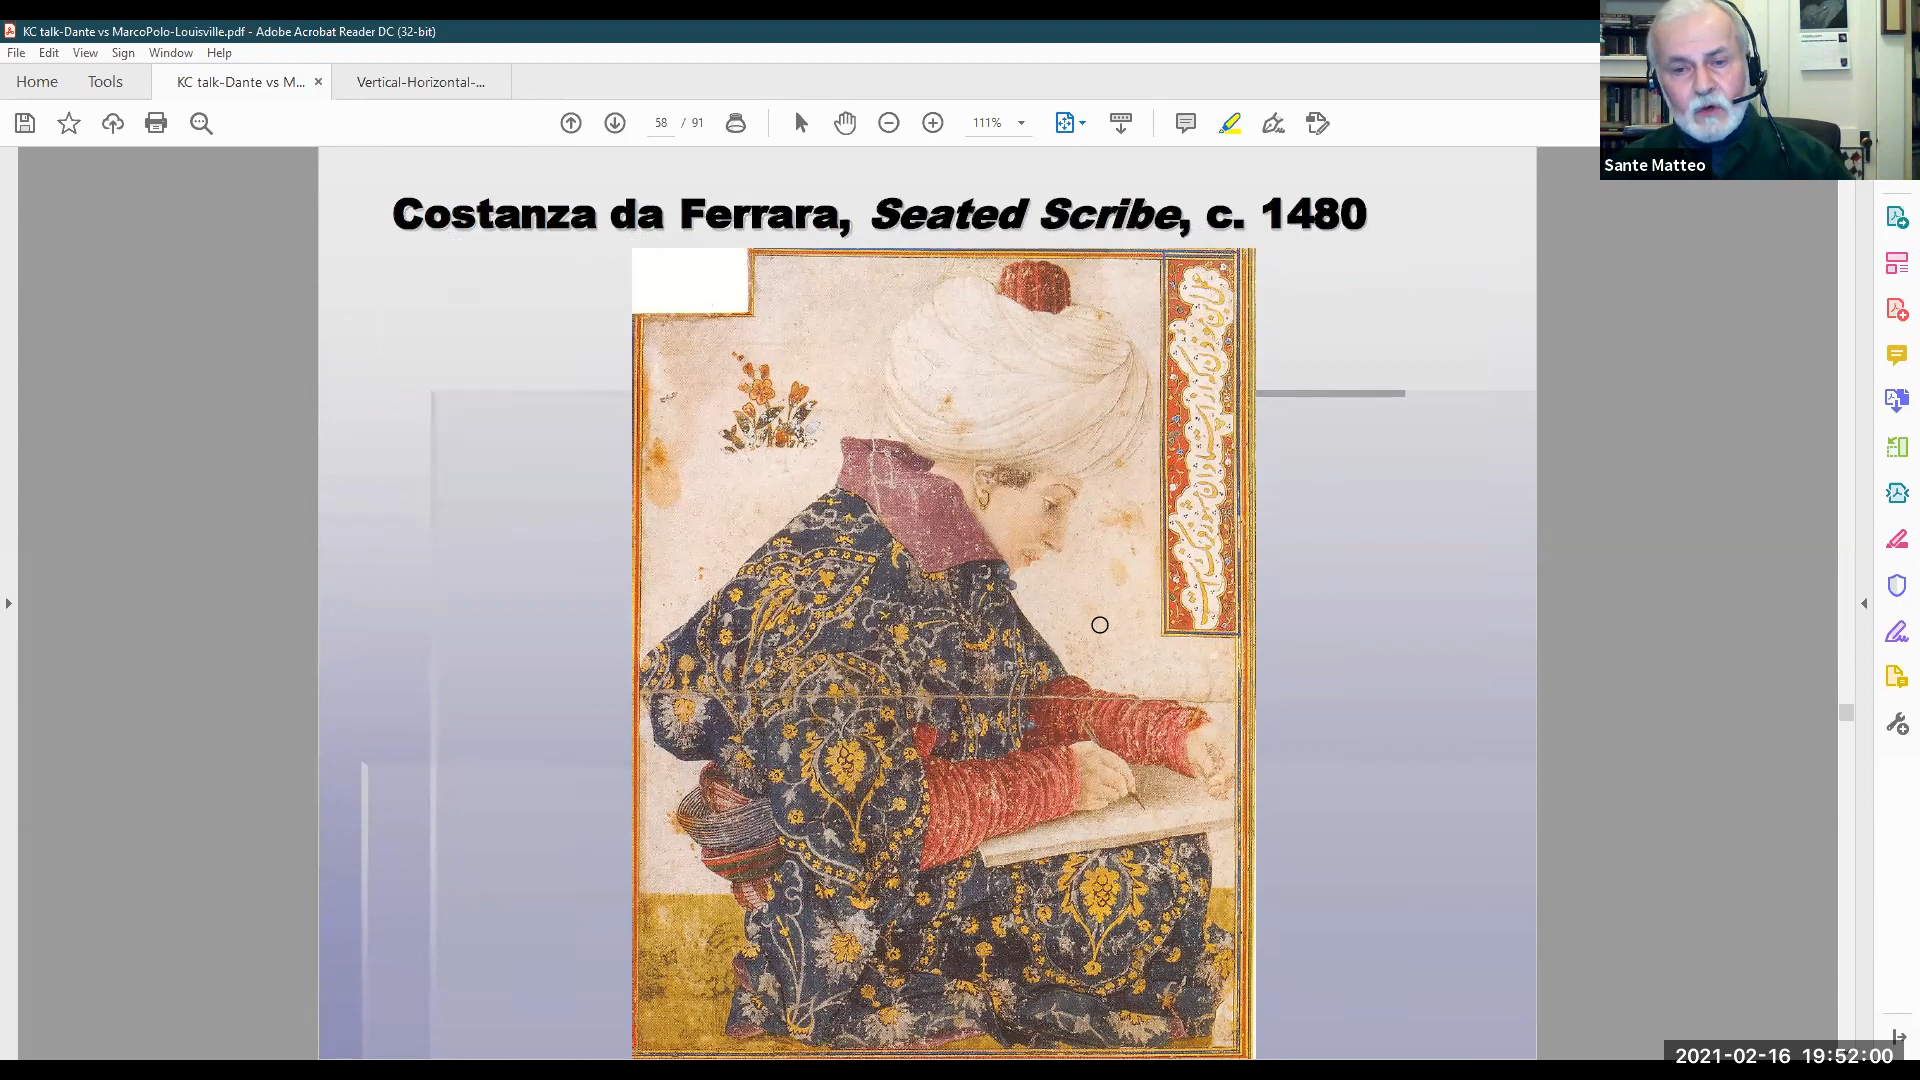 KC talk-Dante vs MarcoPolo-Louisville.pdf - Adobe Acrobat Reader DC (32-bit)
File Edit View Sign Window Help
Home Tools KC talk-Dante vs M... × Vertical-Horizontal-...
58 / 91 111%
Sante Matteo
Costanza da Ferrara, Seated Scribe, c. 1480
2021-02-16 19:52:00